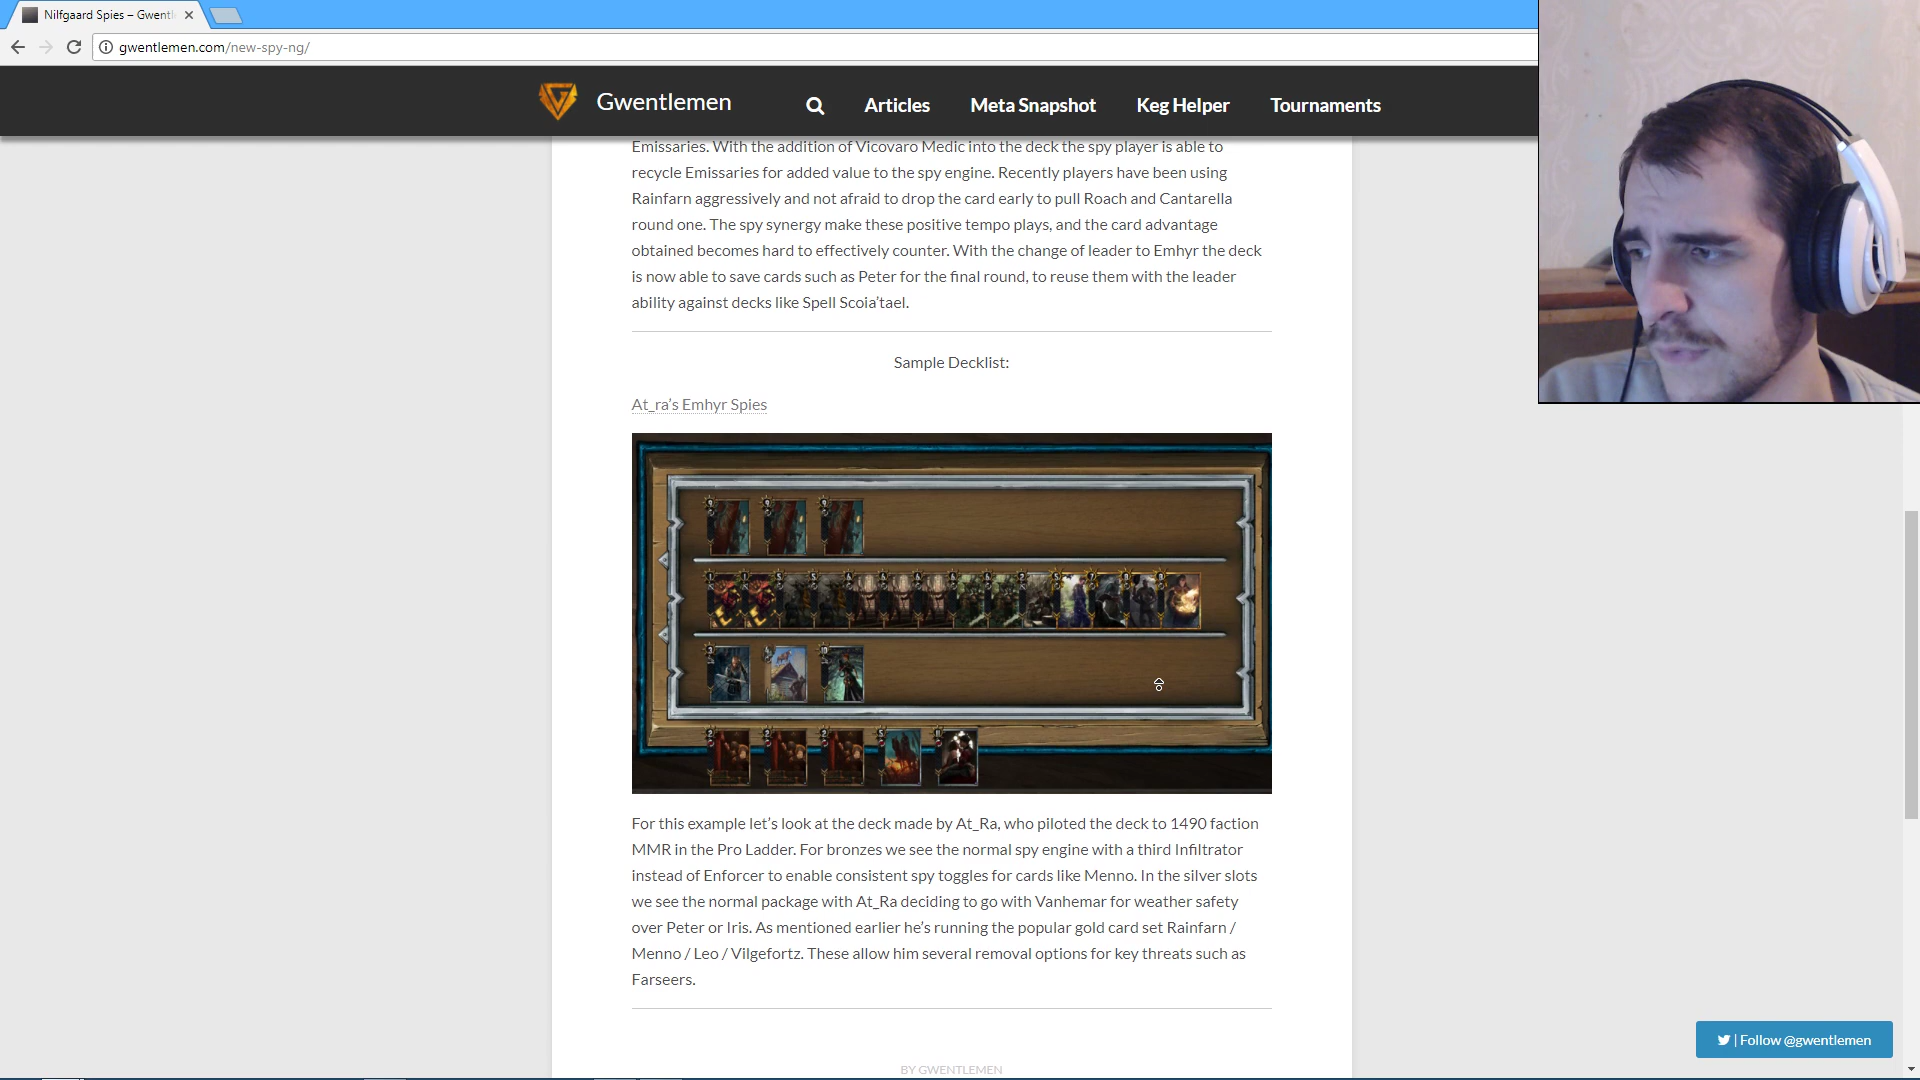 Nilfgaard Spies – Gwentl
gwentlemen.com/new-spy-ng/
Gwentlemen
Articles
Meta Snapshot
Keg Helper
Tournaments
Emissaries. With the addition of Vicovaro Medic into the deck the spy player is able to
recycle Emissaries for added value to the spy engine. Recently players have been using
Rainfarn aggressively and not afraid to drop the card early to pull Roach and Cantarella
round one. The spy synergy make these positive tempo plays, and the card advantage
obtained becomes hard to effectively counter. With the change of leader to Emhyr the deck
is now able to save cards such as Peter for the final round, to reuse them with the leader
ability against decks like Spell Scoia’tael.
Sample Decklist:
At_ra’s Emhyr Spies
For this example let’s look at the deck made by At_Ra, who piloted the deck to 1490 faction
MMR in the Pro Ladder. For bronzes we see the normal spy engine with a third Infiltrator
instead of Enforcer to enable consistent spy toggles for cards like Menno. In the silver slots
we see the normal package with At_Ra deciding to go with Vanhemar for weather safety
over Peter or Iris. As mentioned earlier he’s running the popular gold card set Rainfarn /
Menno / Leo / Vilgefortz. These allow him several removal options for key threats such as
Farseers.
BY GWENTLEMEN
| Follow @gwentlemen